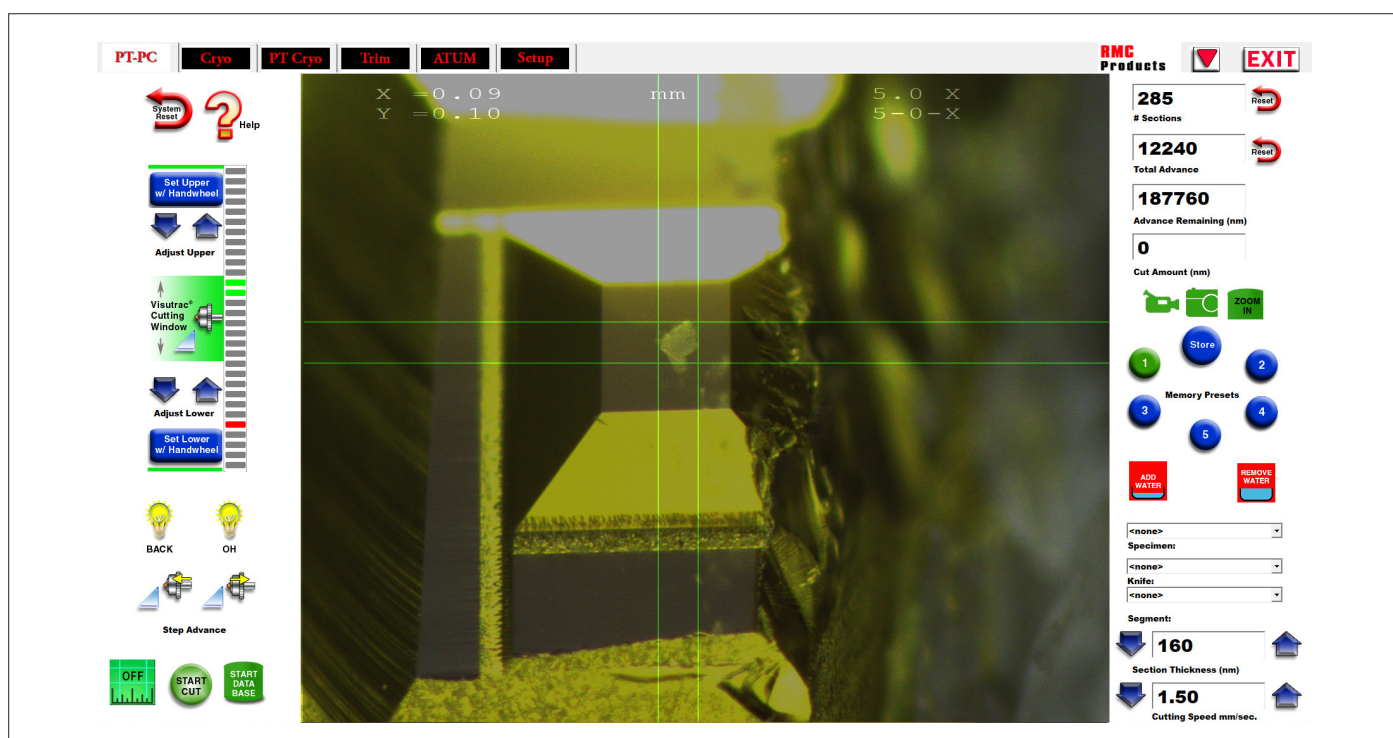 PT-PC
Cryo
PT Cryo
Trim
ATUM
Setup
RMC
Products
EXIT
System
Reset
Help
Set Upper
w/ Handwheel
Adjust Upper
Visutrac®
Cutting
Window
Adjust Lower
Set Lower
w/ Handwheel
BACK
OH
Step Advance
OFF
START
CUT
START
DATA
BASE
X =0.09
mm
5.0 X
Y =0.10
5-0-X
285
Reset
# Sections
12240
Reset
Total Advance
187760
Advance Remaining (nm)
0
Cut Amount (nm)
ZOOM
IN
Store
1
2
Memory Presets
3
4
5
ADD
WATER
REMOVE
WATER
<none>
Specimen:
<none>
Knife:
<none>
Segment:
160
Section Thickness (nm)
1.50
Cutting Speed mm/sec.